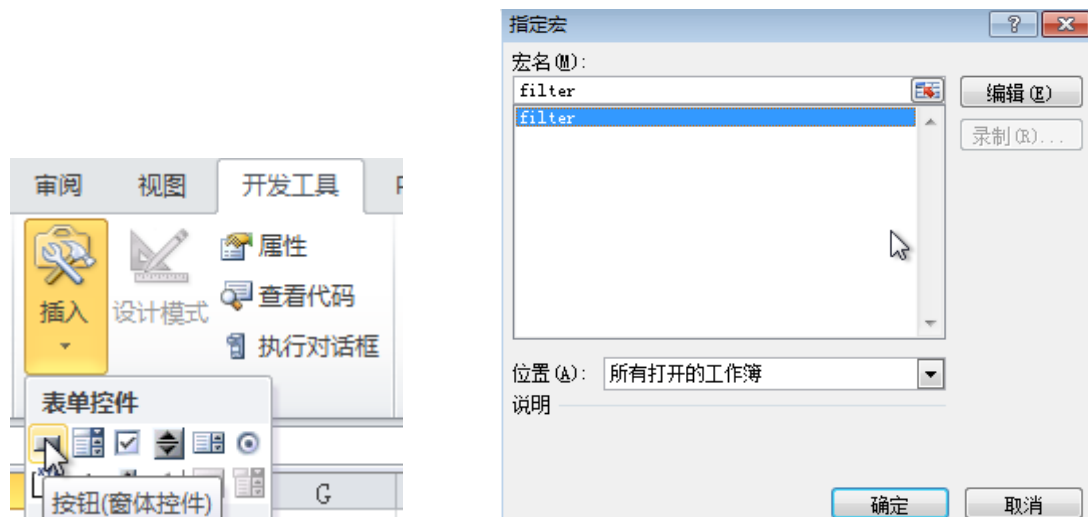 审阅 视图 开发工具
属性
插入 设计模式 查看代码
执行对话框
表单控件
G
按钮(窗体控件)
指定宏
宏名(M):
filter
编辑(E)
filter
录制(R)...
位置(A): 所有打开的工作簿
说明
确定 取消